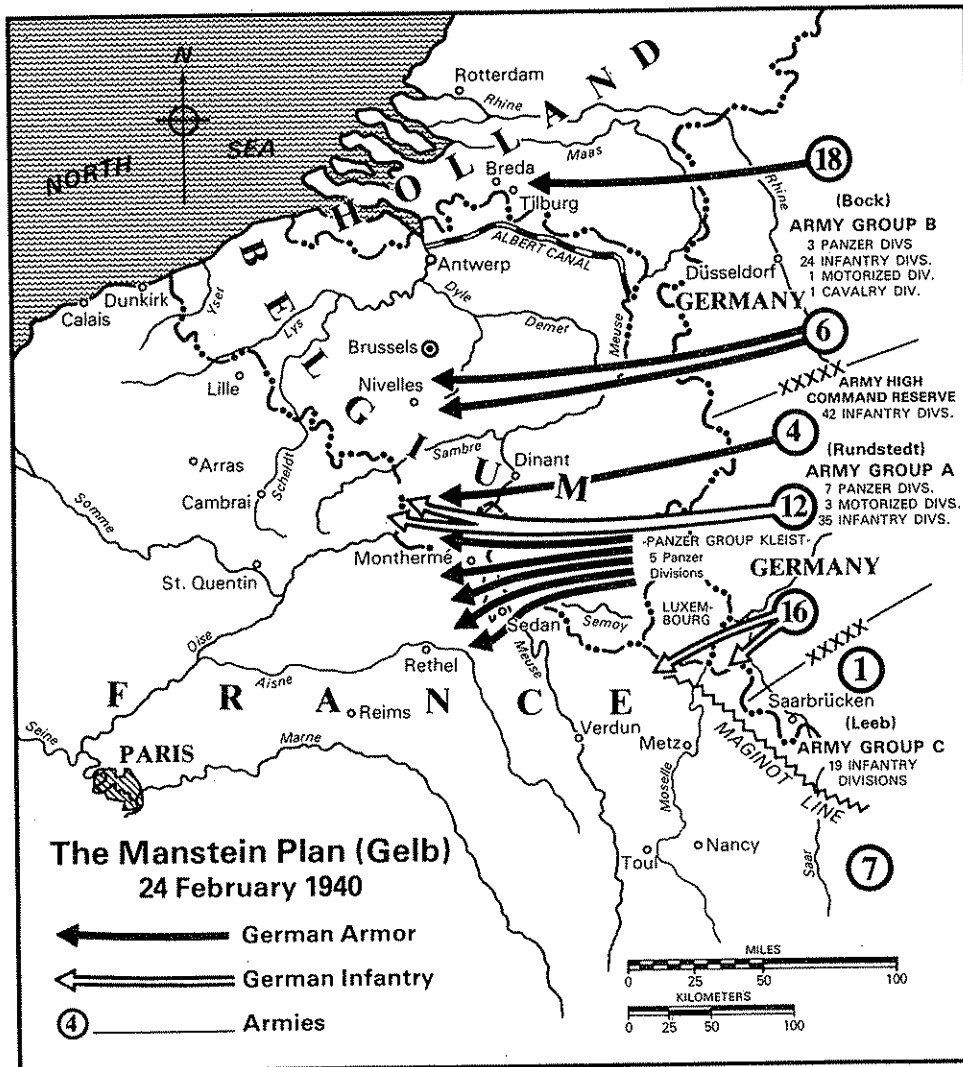 N
NORTH SEA
HOLLAND
Rotterdam
Rhine
Maas
Breda
Tilburg
18
Rhine
(Bock)
ARMY GROUP B
3 PANZER DIVS
24 INFANTRY DIVS.
1 MOTORIZED DIV.
1 CAVALRY DIV.
ALBERT CANAL
Antwerp
Düsseldorf
GERMANY
BELGIUM
Dunkirk
Calais
Yser
Lys
Dyle
Demer
Meuse
6
Brussels
Lille
Nivelles
XXXXX
ARMY HIGH
COMMAND RESERVE
42 INFANTRY DIVS.
4
(Rundstedt)
ARMY GROUP A
7 PANZER DIVS.
3 MOTORIZED DIVS.
35 INFANTRY DIVS.
Sambre
Dinant
Arras
Scheldt
Cambrai
Somme
12
-PANZER GROUP KLEIST-
5 Panzer
Divisions
Monthermé
St. Quentin
GERMANY
LUXEM-
BOURG
16
Sedan
Semoy
XXXXX
Oise
Rethel
Meuse
Aisne
1
FRANCE
Saarbrücken
Reims
Verdun
Metz
(Leeb)
ARMY GROUP C
19 INFANTRY
DIVISIONS
Seine
PARIS
Marne
MAGINOT LINE
Moselle
Toul
Nancy
Saar
7
The Manstein Plan (Gelb)
24 February 1940
German Armor
German Infantry
4 Armies
MILES
0 25 50 100
KILOMETERS
0 25 50 100